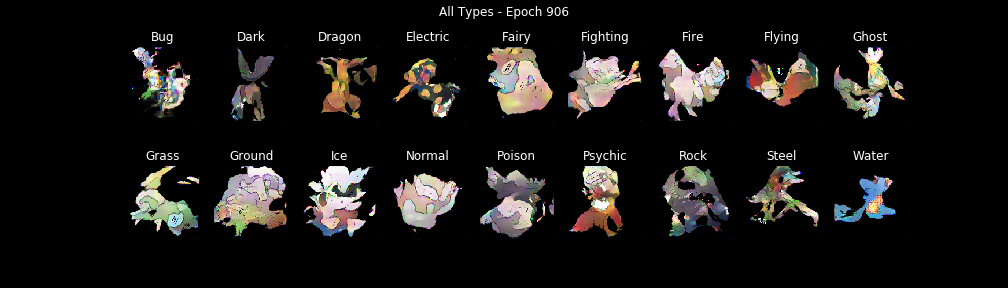 All Types - Epoch 906
Bug Dark Dragon Electric Fairy Fighting Fire Flying Ghost
Grass Ground Ice Normal Poison Psychic Rock Steel Water